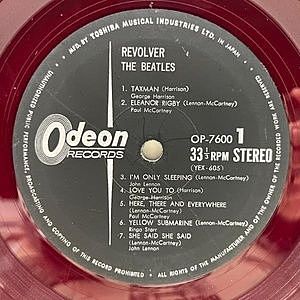 MFD. BY TOSHIBA MUSICAL INDUSTRIES LTD. IN JAPAN.
REVOLVER
THE BEATLES
1. TAXMAN (Harrison)
George Harrison
2. ELEANOR RIGBY (Lennon-McCartney)
Paul McCartney
Odeon
RECORDS
OP-7600 1
33 1/3 RPM STEREO
(YEX-605)
3. I'M ONLY SLEEPING (Lennon-McCartney)
John Lennon
4. LOVE YOU TO. (Harrison)
George Harrison
5. HERE, THERE AND EVERYWHERE
(Lennon-McCartney)
Paul McCartney
6. YELLOW SUBMARINE (Lennon-McCartney)
Ringo Starr
7. SHE SAID SHE SAID
(Lennon-McCartney)
John Lennon
UNAUTHORIZED PUBLIC PERFORMANCE, BROADCASTING AND COPYING OF THIS RECORD PROHIBITED • ALL RIGHTS OF THE MANUFACTURER AND OF THE OWNER OF THE RECORDED WORK RESERVED